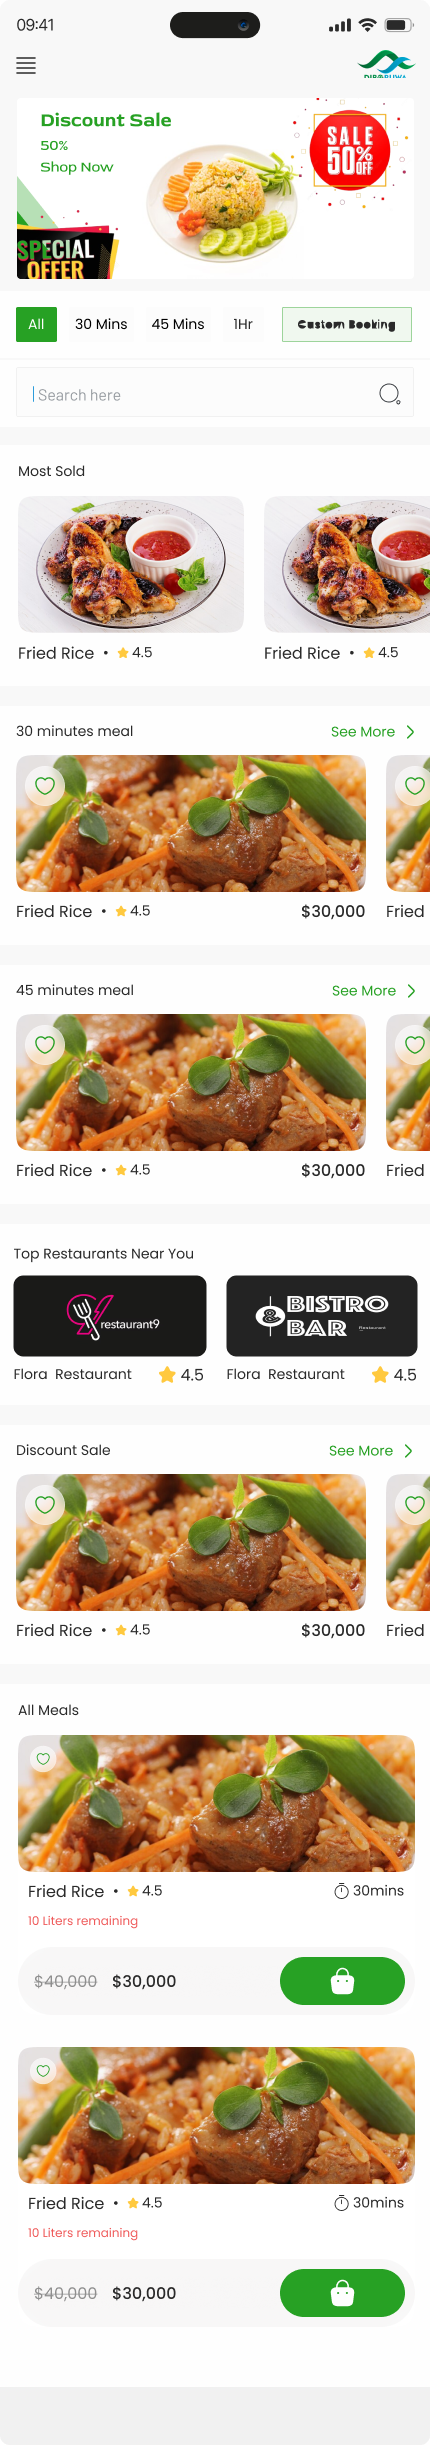 09:41
Discount Sale
50%
Shop Now
SALE
50%
OFF
SPECIAL
OFFER
All 30 Mins 45 Mins 1Hr Custom Booking
Search here
Most Sold
Fried Rice • 4.5 Fried Rice • 4.5
30 minutes meal See More
Fried Rice • 4.5 $30,000 Fried
45 minutes meal See More
Fried Rice • 4.5 $30,000 Fried
Top Restaurants Near You
restaurant9
& BISTRO
BAR Restaurant
Flora Restaurant 4.5 Flora Restaurant 4.5
Discount Sale See More
Fried Rice • 4.5 $30,000 Fried
All Meals
Fried Rice • 4.5 30mins
10 Liters remaining
$40,000 $30,000
Fried Rice • 4.5 30mins
10 Liters remaining
$40,000 $30,000